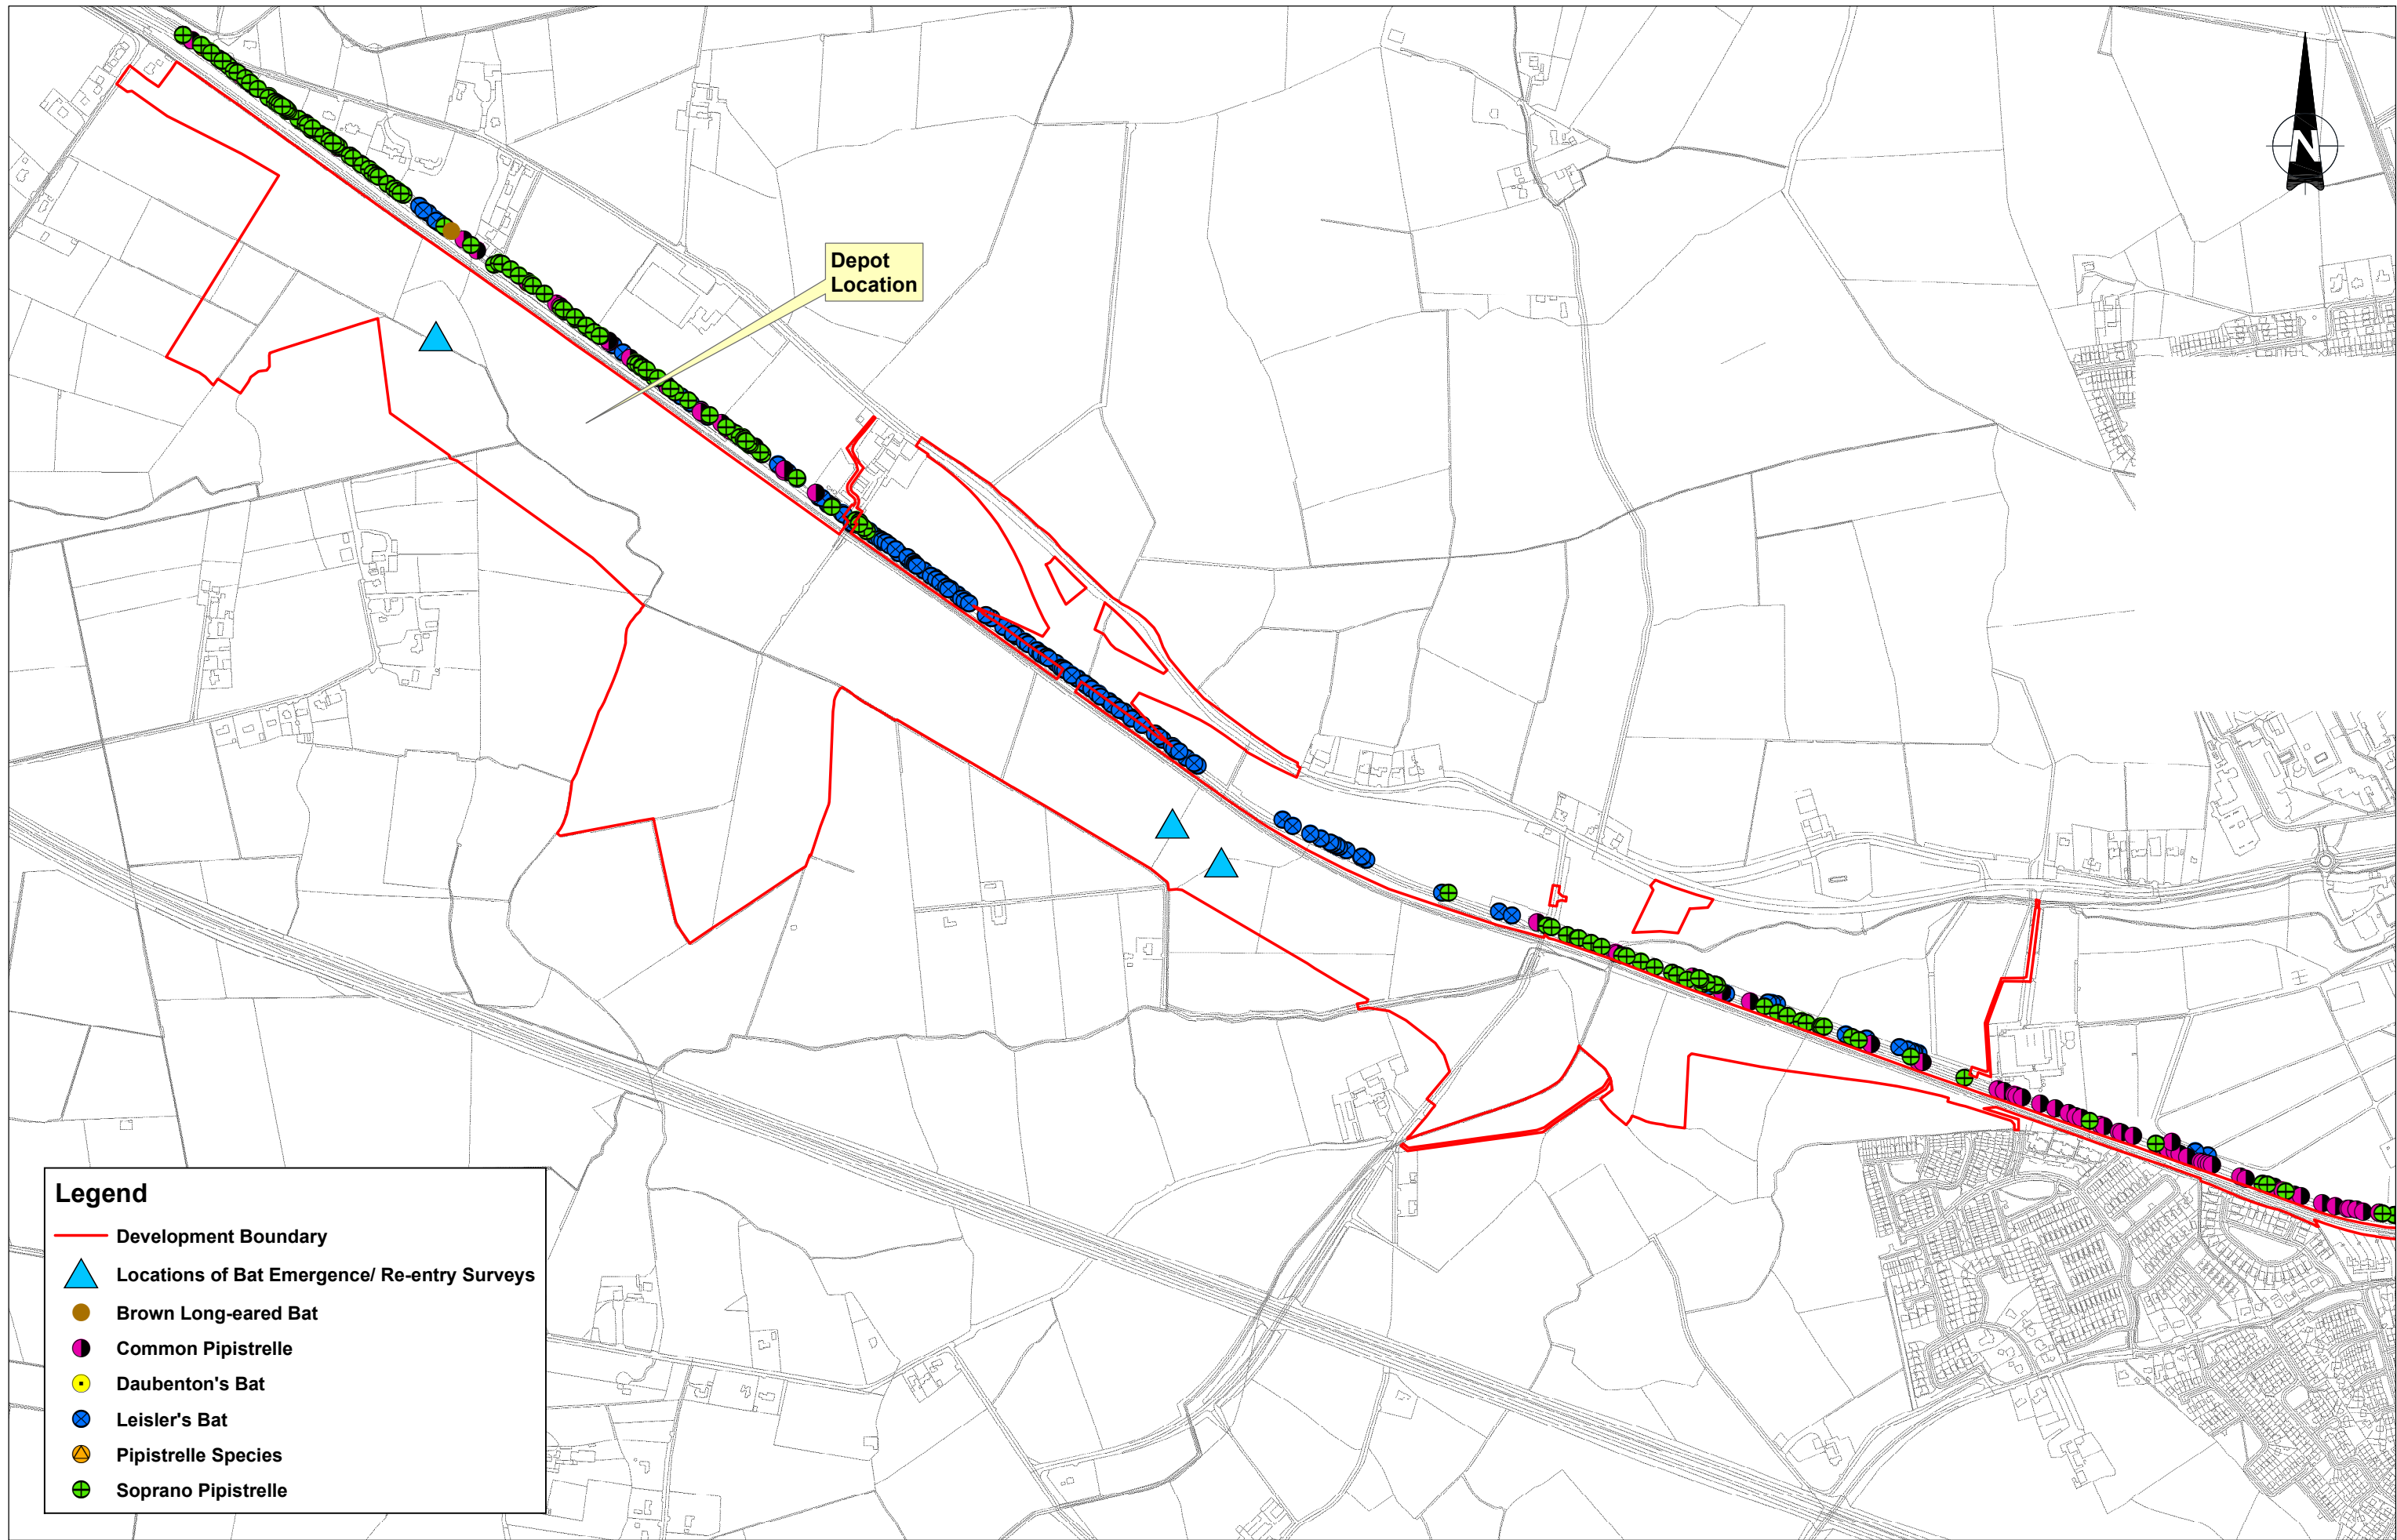 N
Depot
Location
Legend
Development Boundary
Locations of Bat Emergence/ Re-entry Surveys
Brown Long-eared Bat
Common Pipistrelle
Daubenton's Bat
Leisler's Bat
Pipistrelle Species
Soprano Pipistrelle